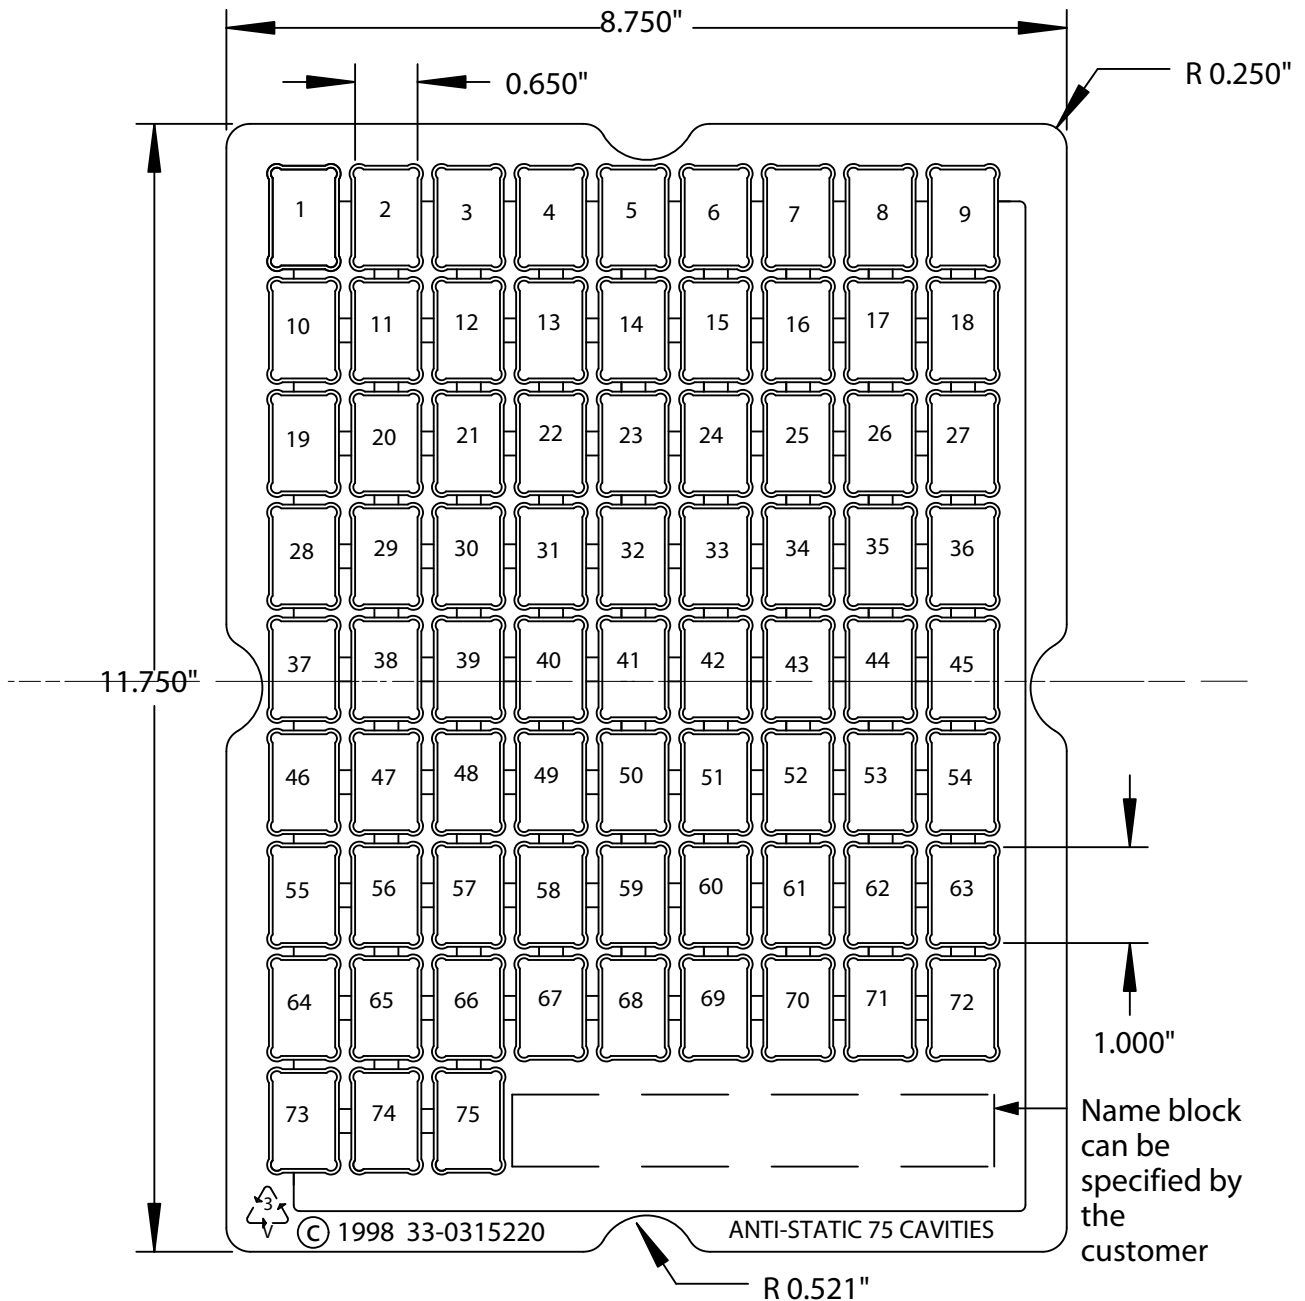 8.750"
0.650"
R 0.250"
1 2 3 4 5 6 7 8 9
10 11 12 13 14 15 16 17 18
19 20 21 22 23 24 25 26 27
28 29 30 31 32 33 34 35 36
37 38 39 40 41 42 43 44 45
11.750"
46 47 48 49 50 51 52 53 54
55 56 57 58 59 60 61 62 63
64 65 66 67 68 69 70 71 72
1.000"
73 74 75
Name block
can be
specified by
the
customer
3
V
© 1998 33-0315220
ANTI-STATIC 75 CAVITIES
R 0.521"